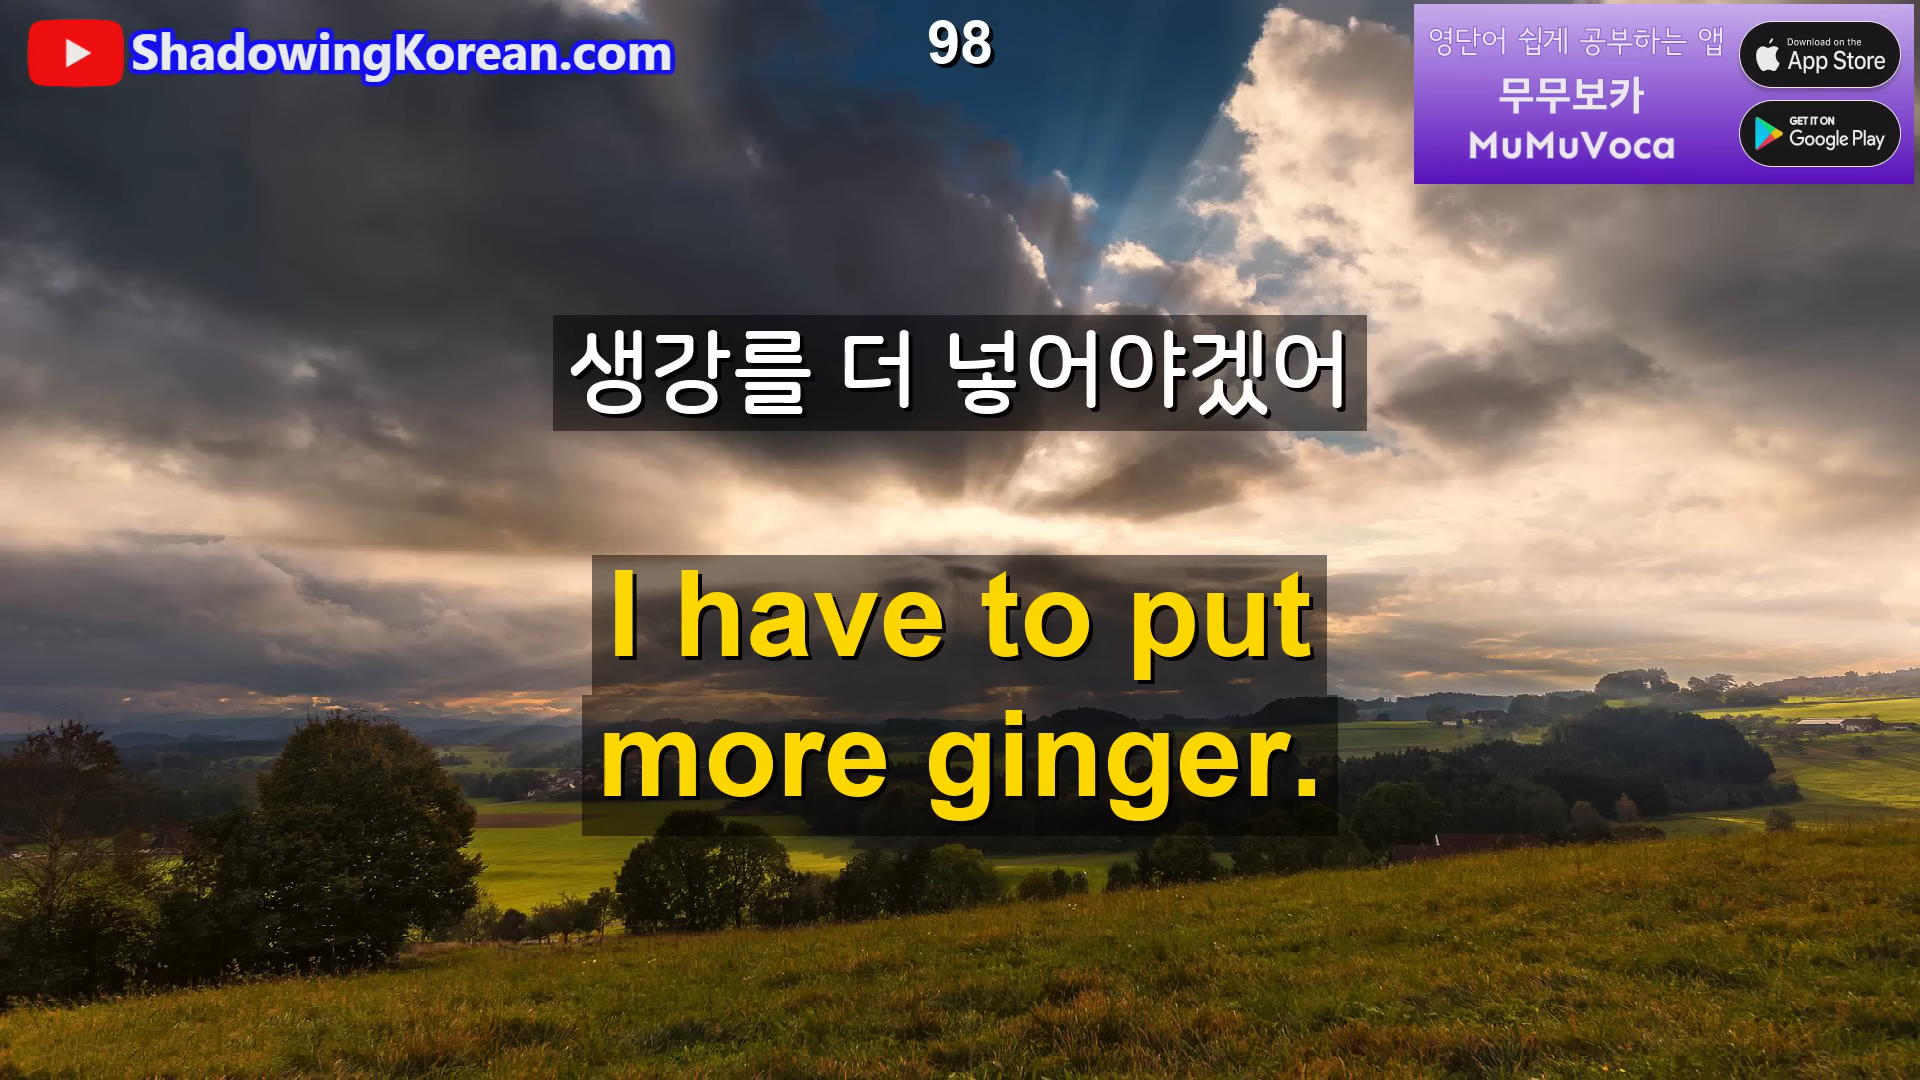 ShadowingKorean.com
98
영단어 쉽게 공부하는 앱
무무보카
MuMuVoca
Download on the
App Store
GET IT ON
Google Play
생강를 더 넣어야겠어
I have to put
more ginger.